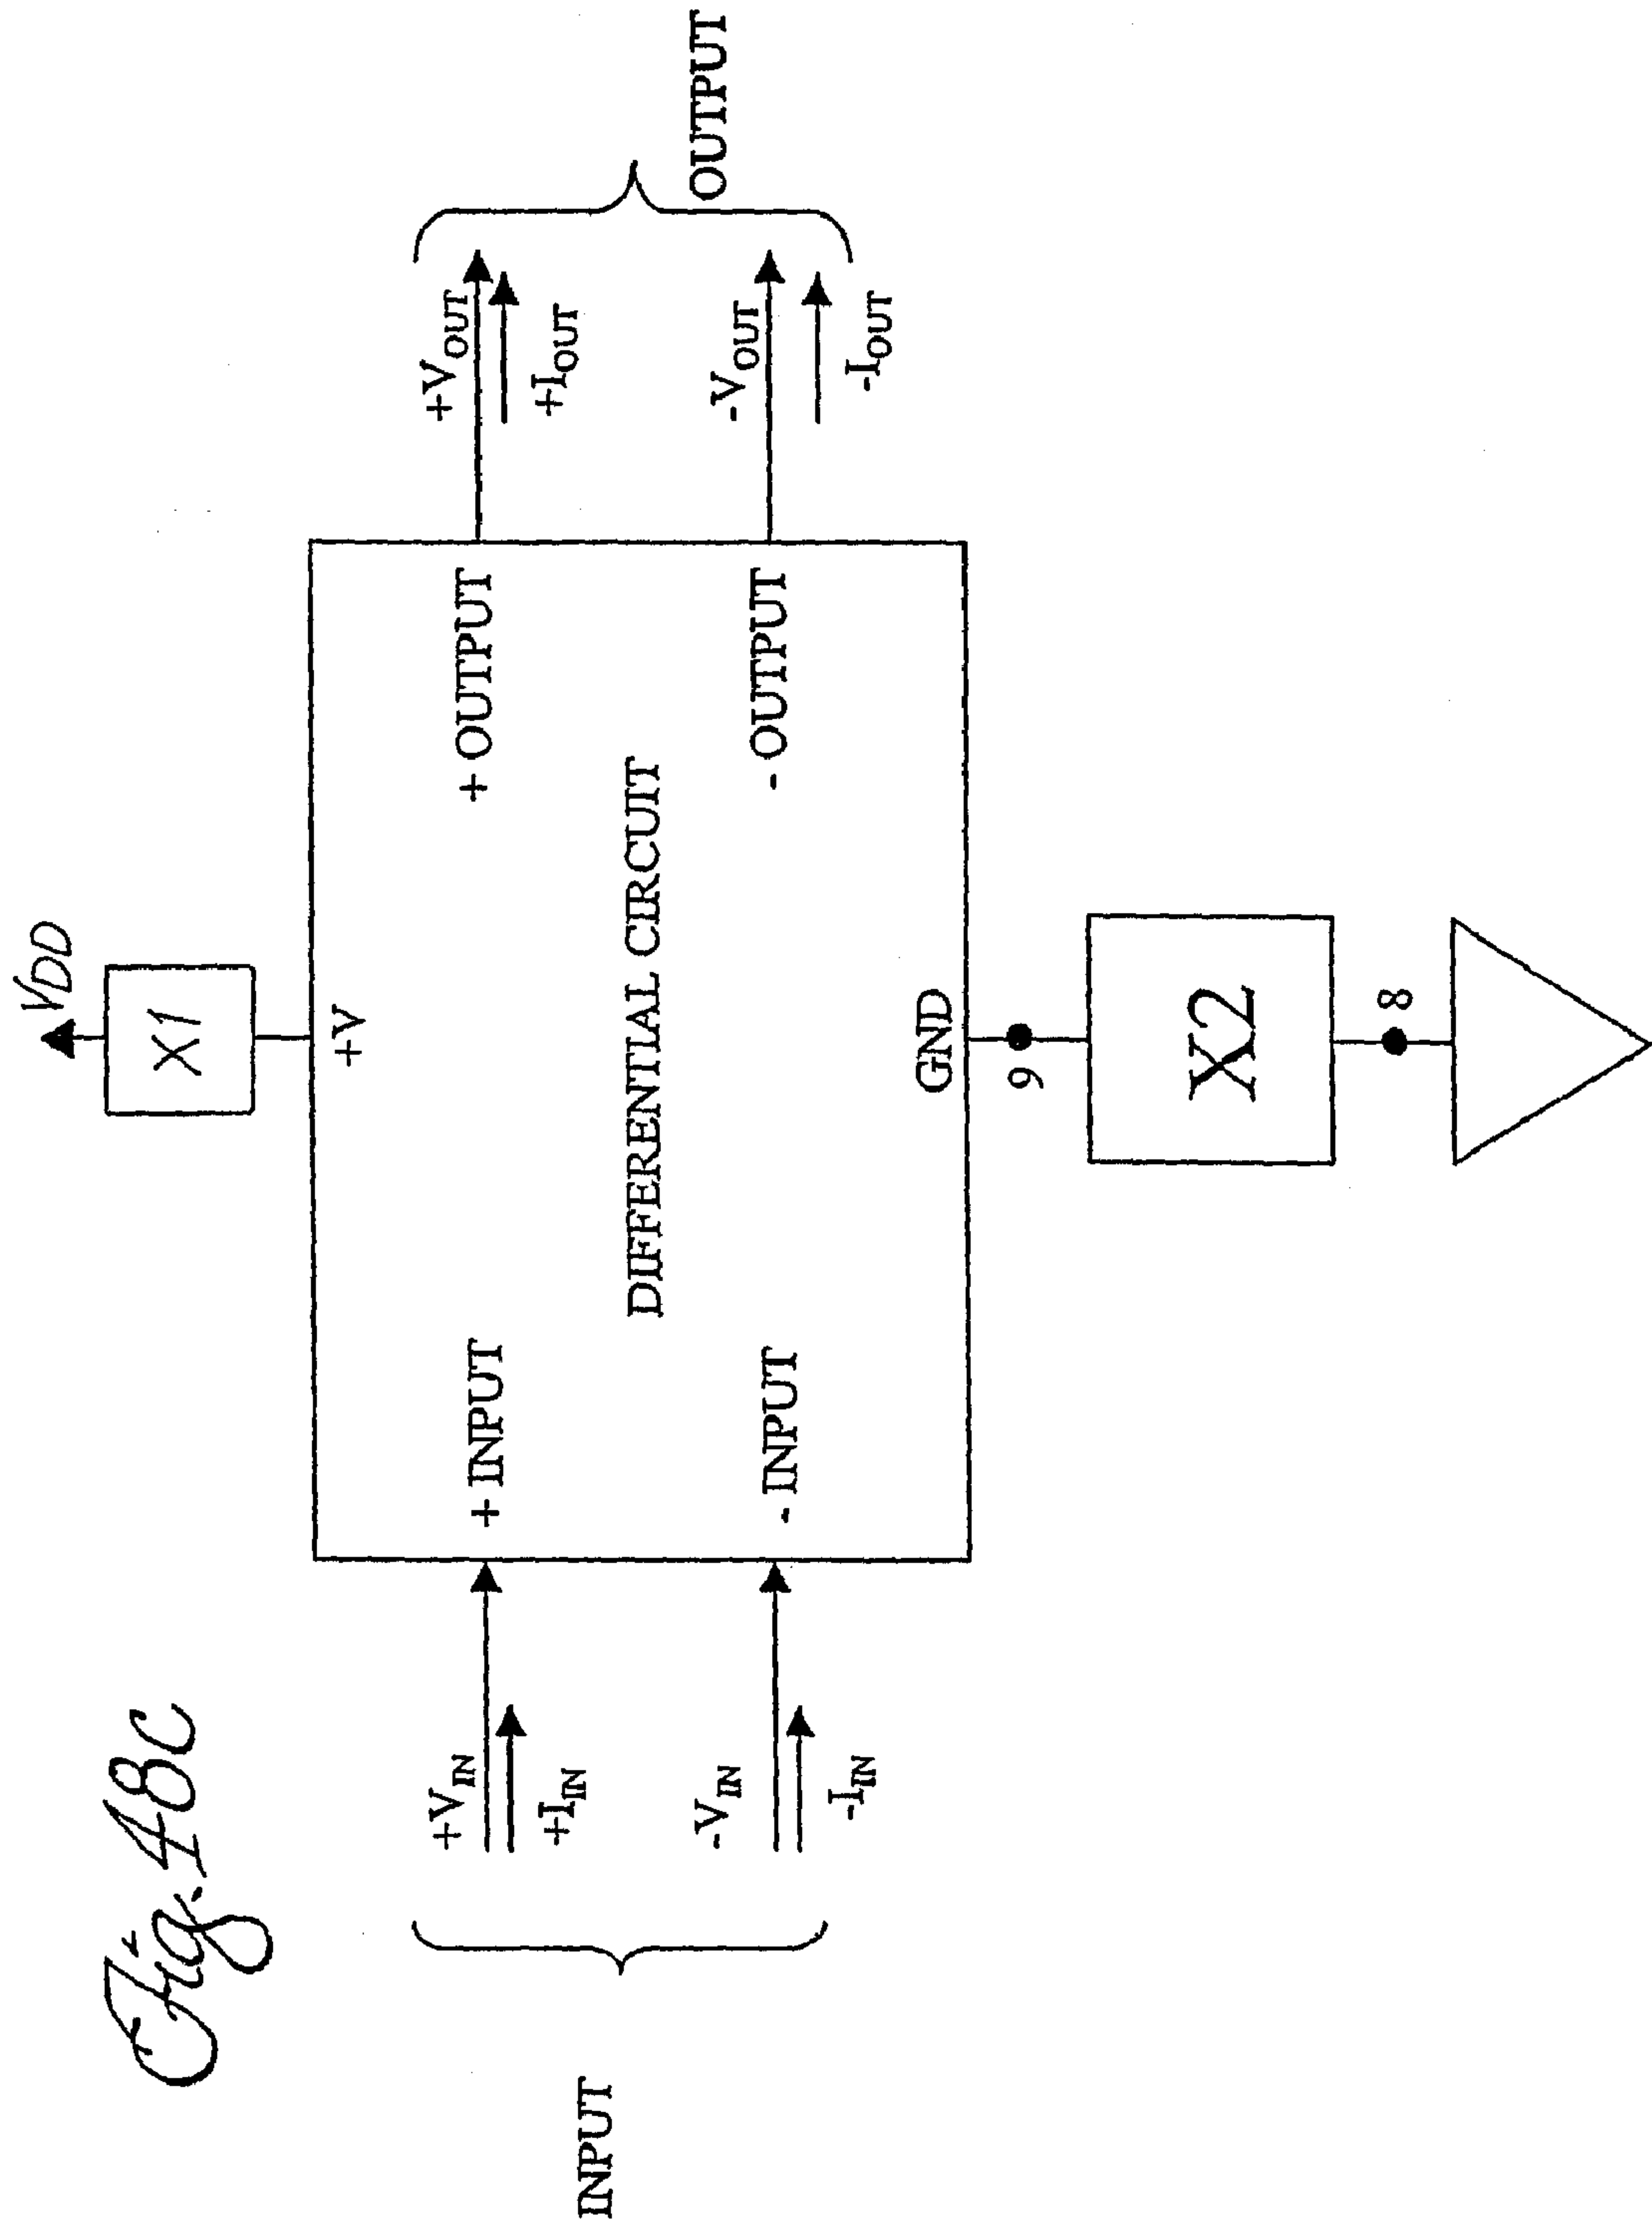 Fig. 48C
VDD
X1
+V
INPUT
+VIN
+IIN
-VIN
-IIN
+ INPUT
- INPUT
DIFFERENTIAL CIRCUIT
+ OUTPUT
- OUTPUT
+VOUT
+IOUT
-VOUT
-IOUT
OUTPUT
GND
9
X2
8